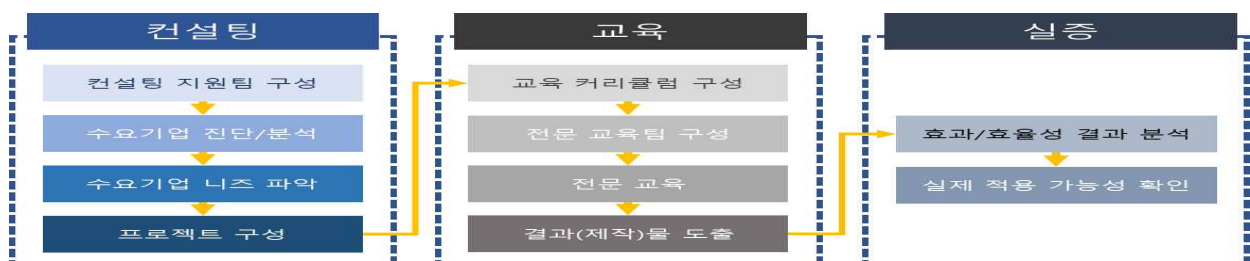 컨설팅
컨설팅 지원팀 구성
수요기업 진단/분석
수요기업 니즈 파악
프로젝트 구성
교육
교육 커리큘럼 구성
전문 교육팀 구성
전문 교육
결과(제작)물 도출
실증
효과/효율성 결과 분석
실제 적용 가능성 확인